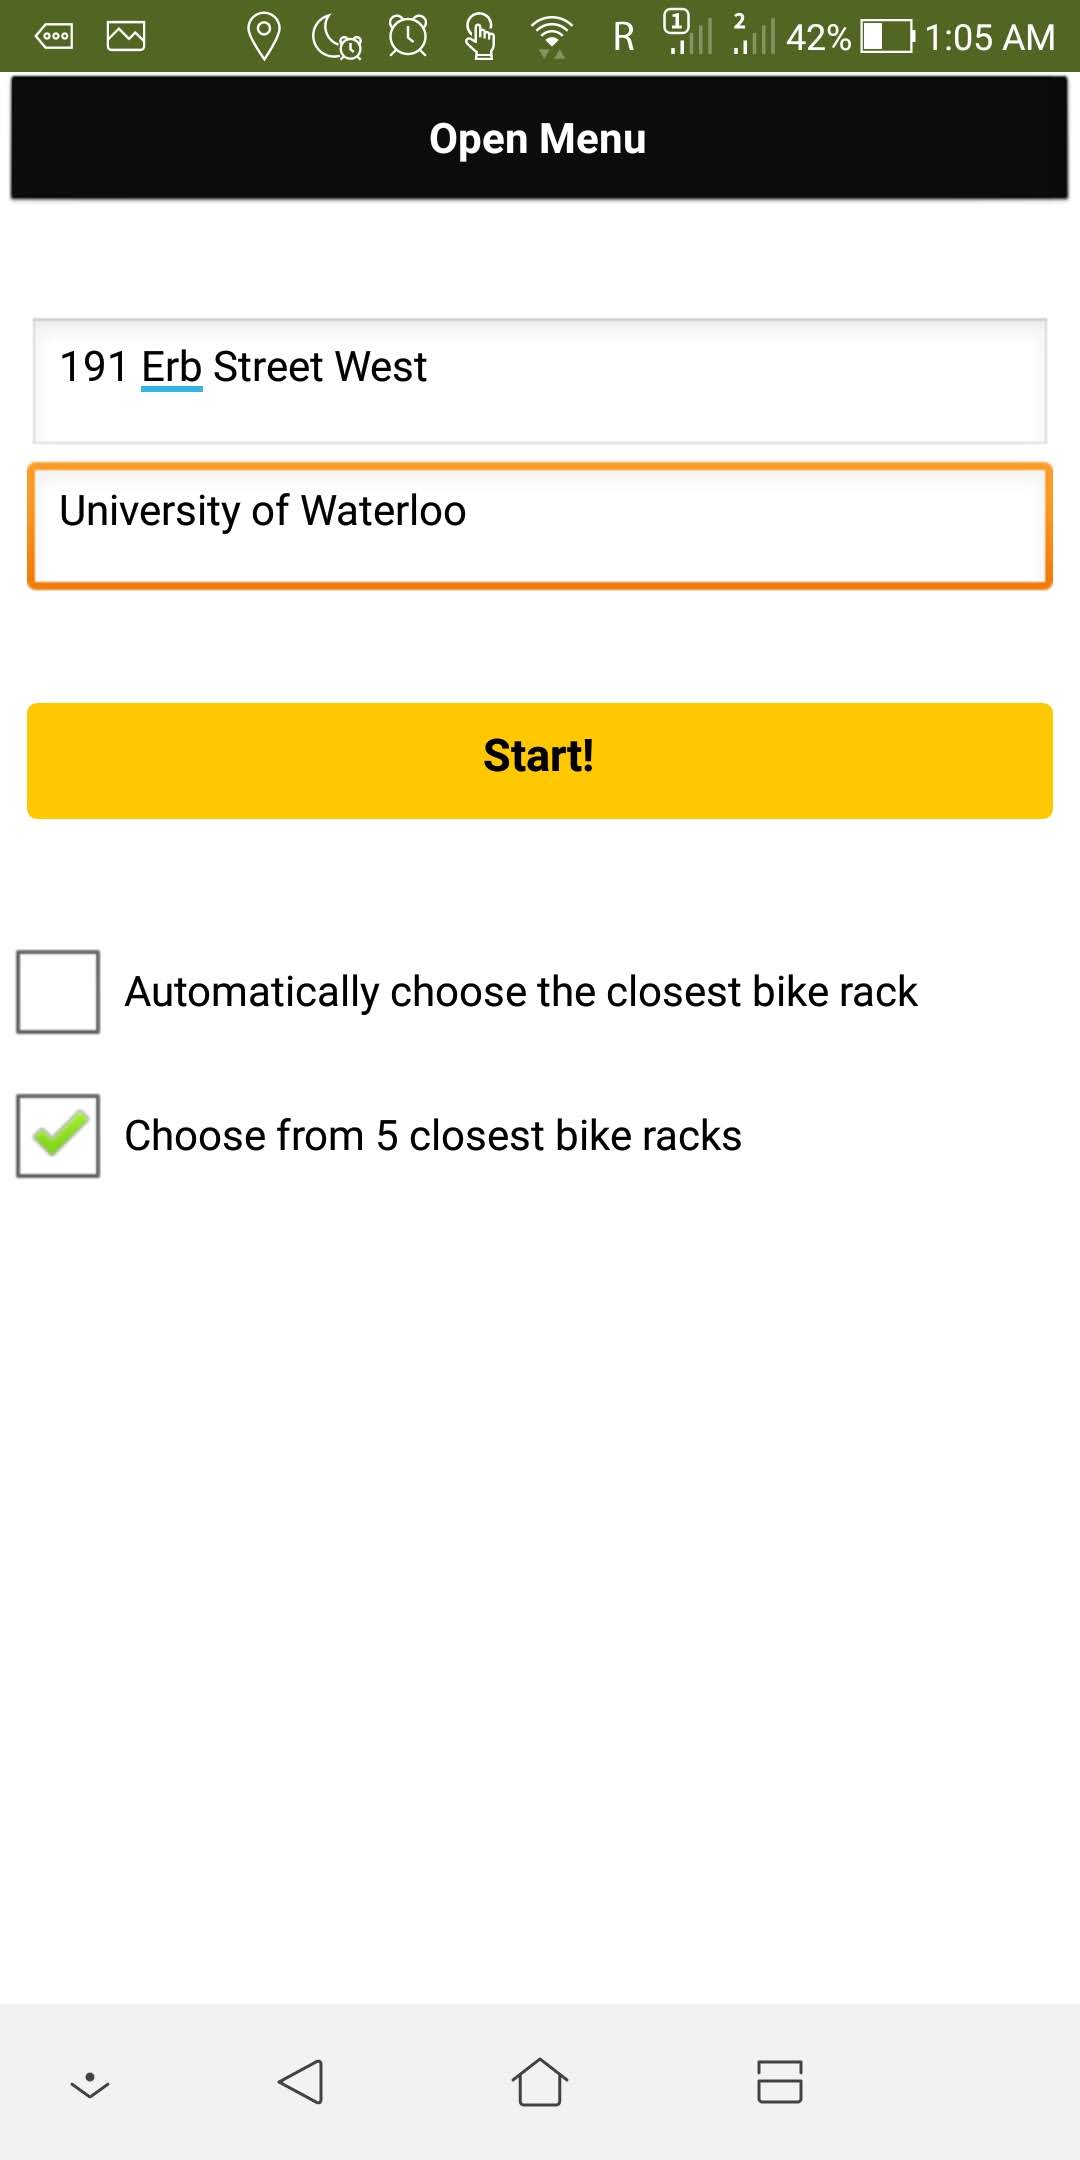 R 1 2 42% 1:05 AM
Open Menu
191 Erb Street West
University of Waterloo
Start!
Automatically choose the closest bike rack
Choose from 5 closest bike racks